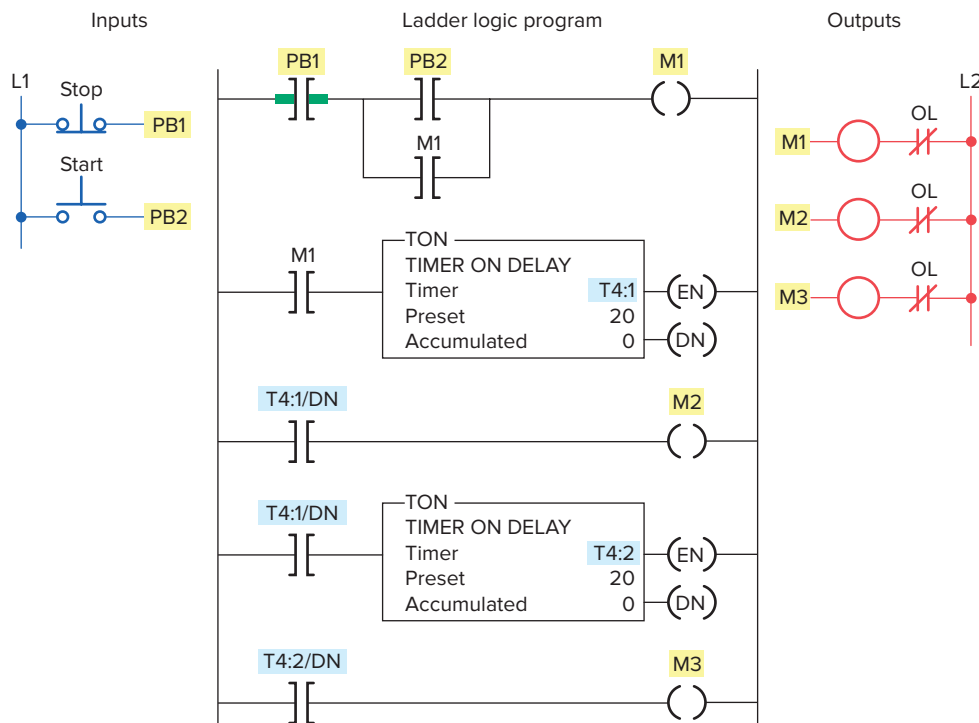 Inputs
Ladder logic program
Outputs
L1
Stop
PB1
Start
PB2
PB1
PB2
M1
M1
M1
TON
TIMER ON DELAY
Timer T4:1
Preset 20
Accumulated 0
EN
DN
T4:1/DN
M2
T4:1/DN
TON
TIMER ON DELAY
Timer T4:2
Preset 20
Accumulated 0
EN
DN
T4:2/DN
M3
L2
M1
OL
M2
OL
M3
OL